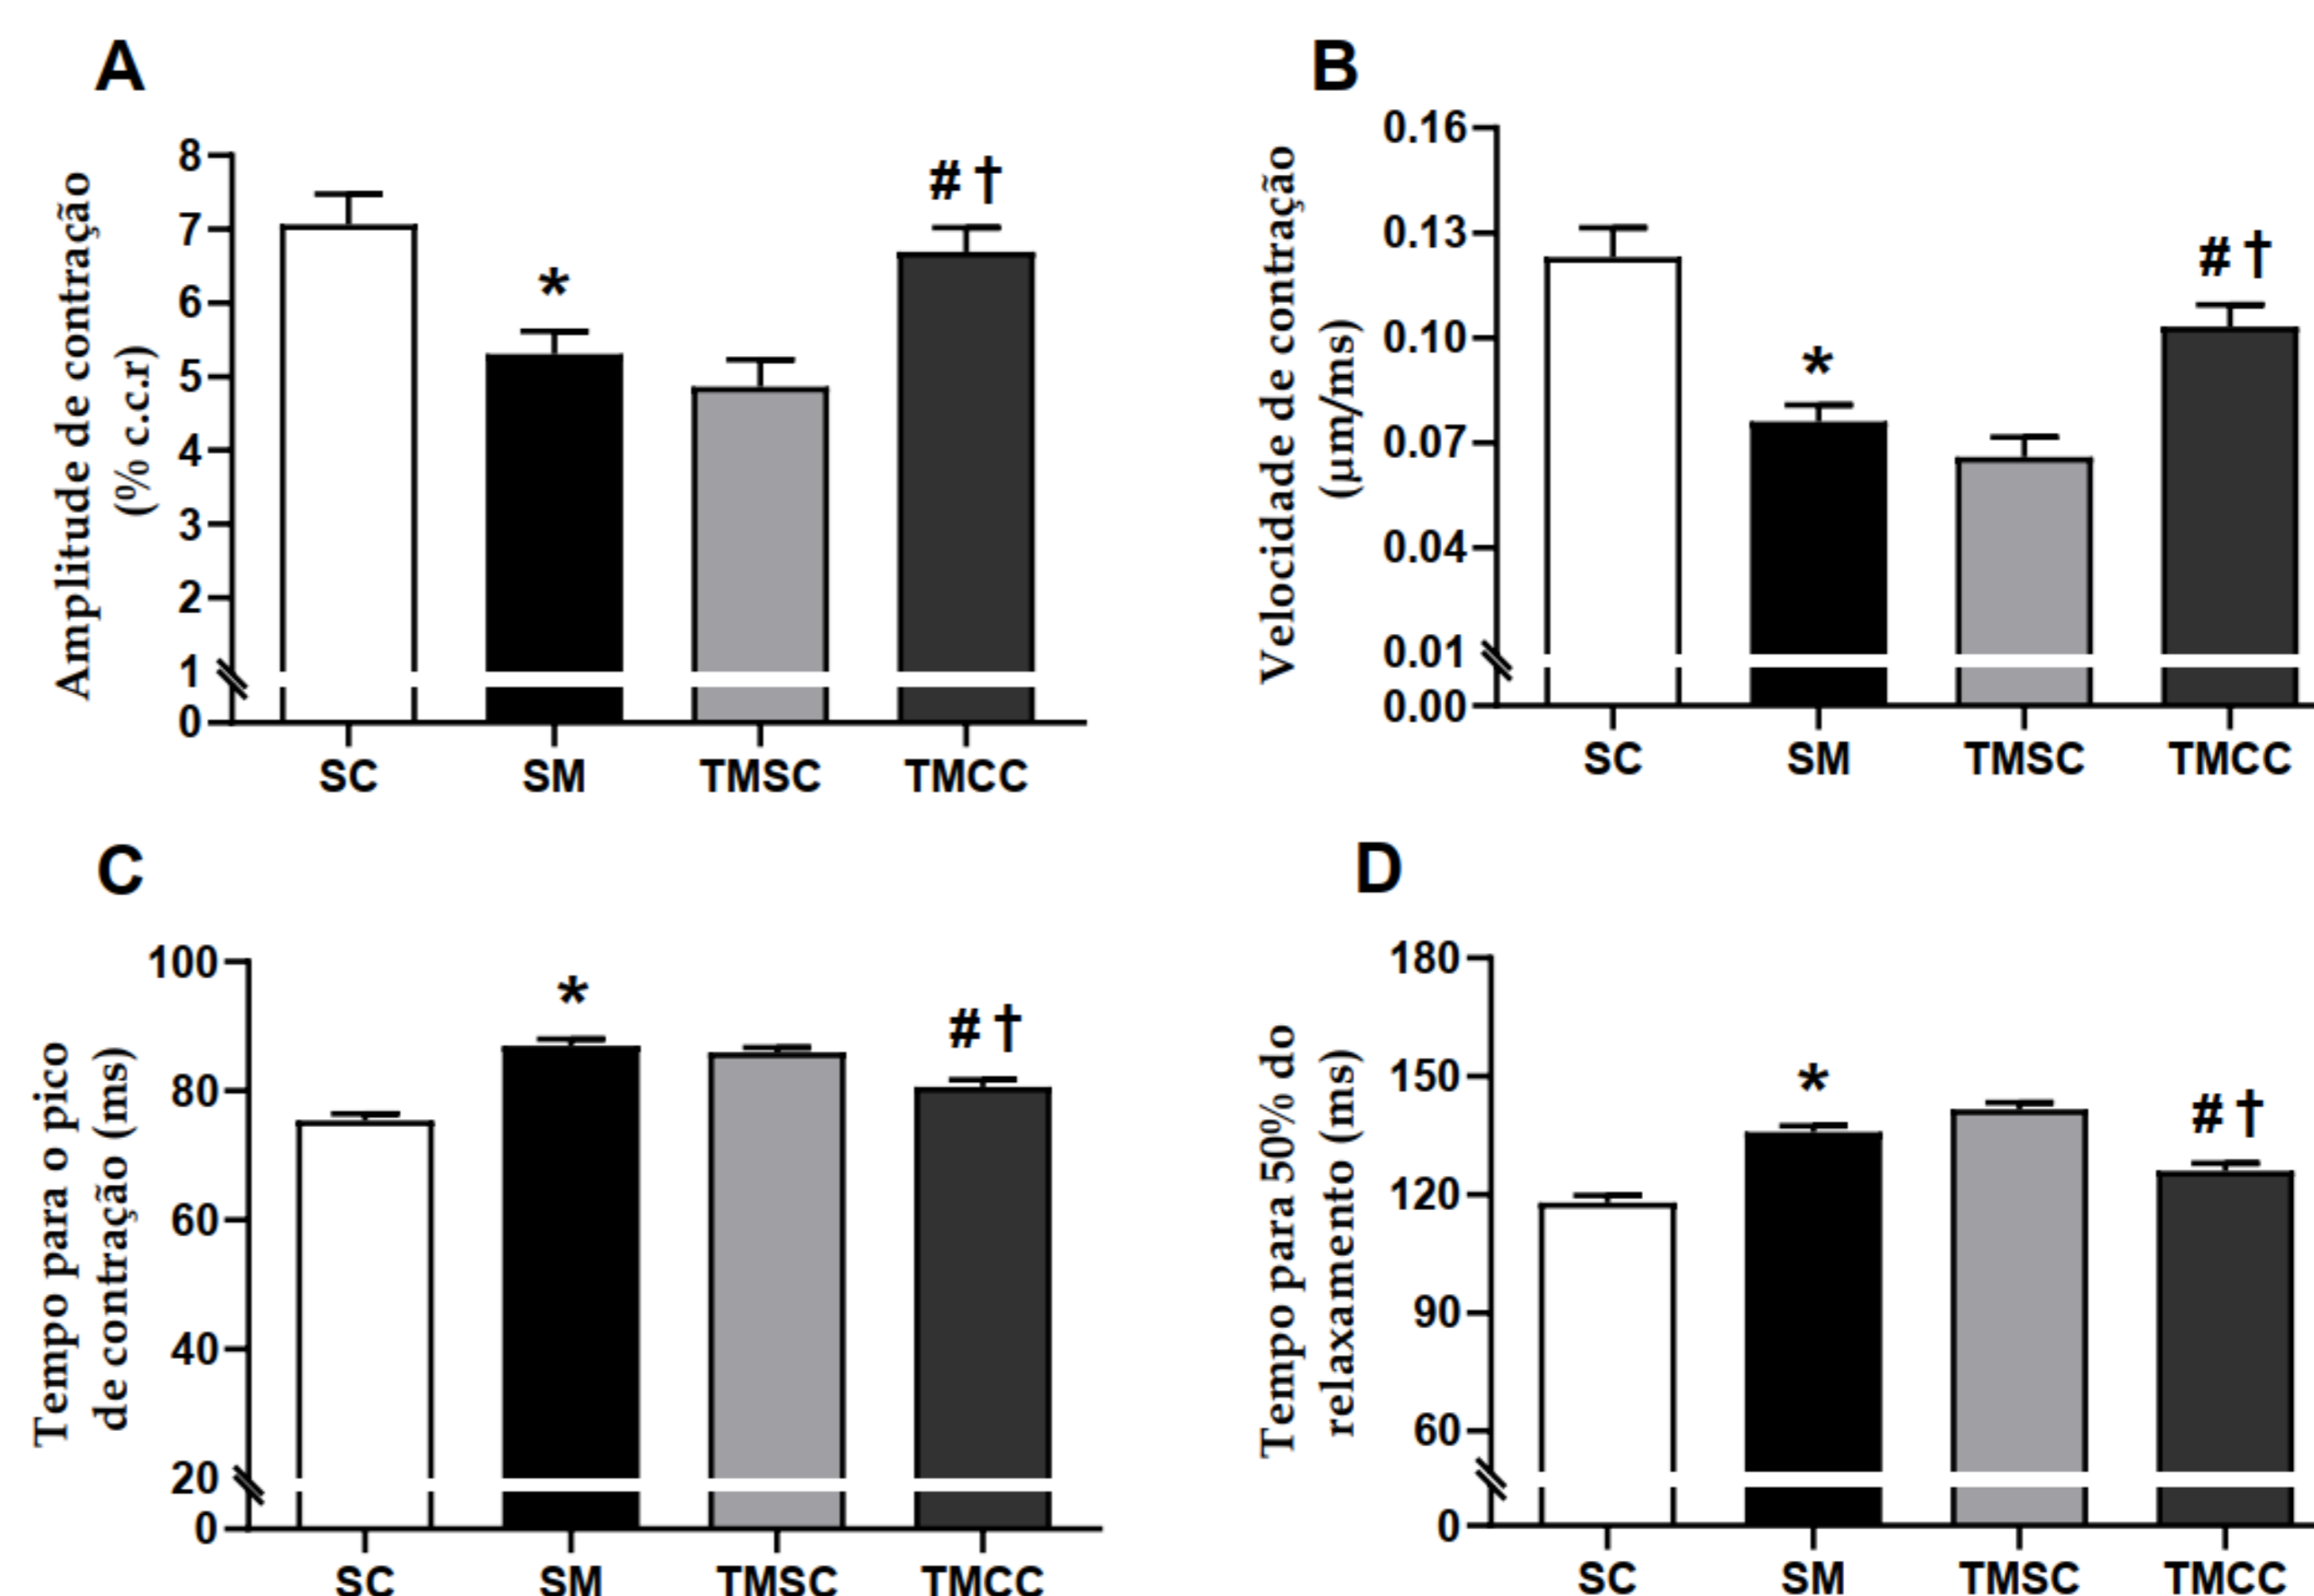 A
Amplitude de contração
(% c.c.r)
8
7
6
5
4
3
2
1
0
*
# †
SC SM TMSC TMCC
B
Velocidade de contração
(µm/ms)
0.16
0.13
0.10
0.07
0.04
0.01
0.00
*
# †
SC SM TMSC TMCC
C
Tempo para o pico
de contração (ms)
100
80
60
40
20
0
*
# †
SC SM TMSC TMCC
D
Tempo para 50% do
relaxamento (ms)
180
150
120
90
60
0
*
# †
SC SM TMSC TMCC